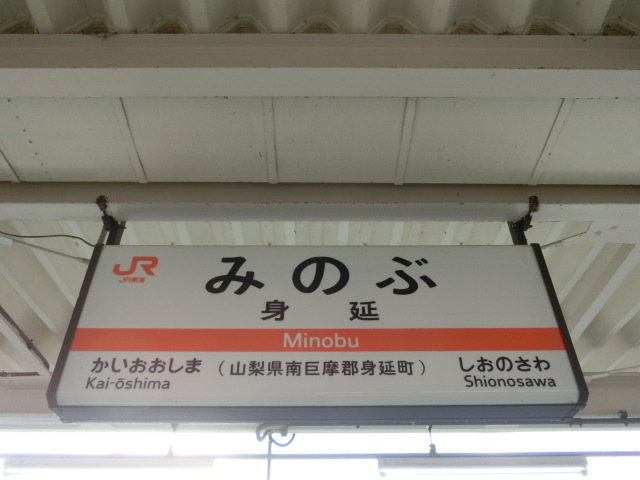 JR
JR東海
みのぶ
身延
Minobu
かいおおしま
Kai-ōshima
(山梨県南巨摩郡身延町)
しおのさわ
Shionosawa